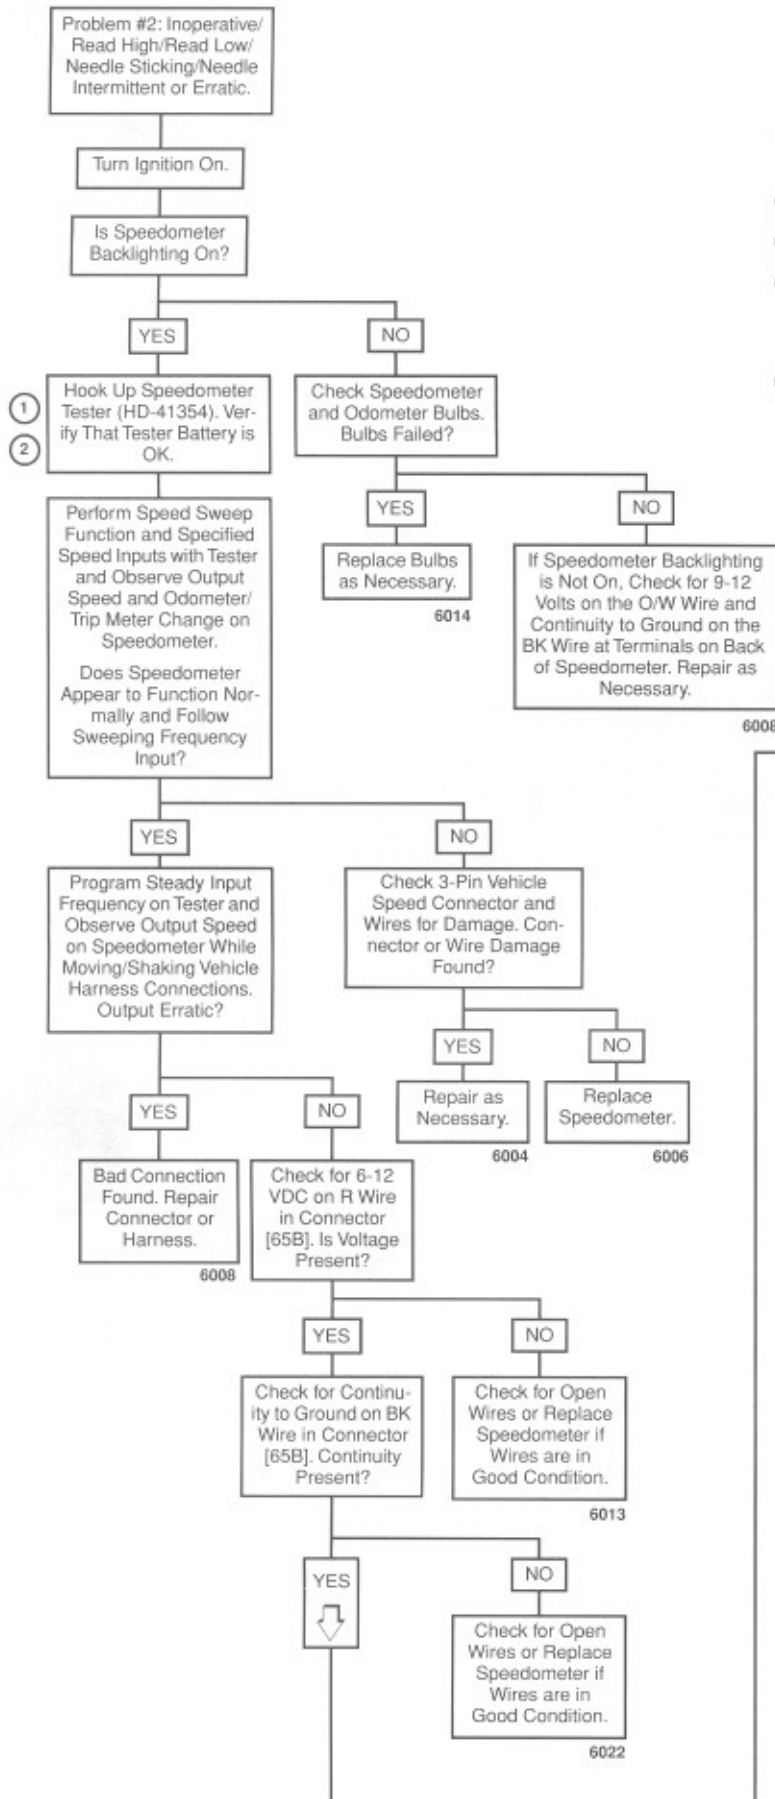 Problem #2: Inoperative/
Read High/Read Low/
Needle Sticking/Needle
Intermittent or Erratic.
Turn Ignition On.
Is Speedometer
Backlighting On?
YES
NO
1
2
Hook Up Speedometer
Tester (HD-41354). Ver-
ify That Tester Battery is
OK.
Check Speedometer
and Odometer Bulbs.
Bulbs Failed?
YES
NO
Replace Bulbs
as Necessary.
6014
If Speedometer Backlighting
is Not On, Check for 9-12
Volts on the O/W Wire and
Continuity to Ground on the
BK Wire at Terminals on Back
of Speedometer. Repair as
Necessary.
6008
Perform Speed Sweep
Function and Specified
Speed Inputs with Tester
and Observe Output
Speed and Odometer/
Trip Meter Change on
Speedometer.
Does Speedometer
Appear to Function Nor-
mally and Follow
Sweeping Frequency
Input?
YES
NO
Program Steady Input
Frequency on Tester and
Observe Output Speed
on Speedometer While
Moving/Shaking Vehicle
Harness Connections.
Output Erratic?
Check 3-Pin Vehicle
Speed Connector and
Wires for Damage. Con-
nector or Wire Damage
Found?
YES
NO
Repair as
Necessary.
6004
Replace
Speedometer.
6006
YES
NO
Bad Connection
Found. Repair
Connector or
Harness.
6008
Check for 6-12
VDC on R Wire
in Connector
[65B]. Is Voltage
Present?
YES
NO
Check for Continu-
ity to Ground on BK
Wire in Connector
[65B]. Continuity
Present?
Check for Open
Wires or Replace
Speedometer if
Wires are in
Good Condition.
6013
YES
NO
Check for Open
Wires or Replace
Speedometer if
Wires are in
Good Condition.
6022